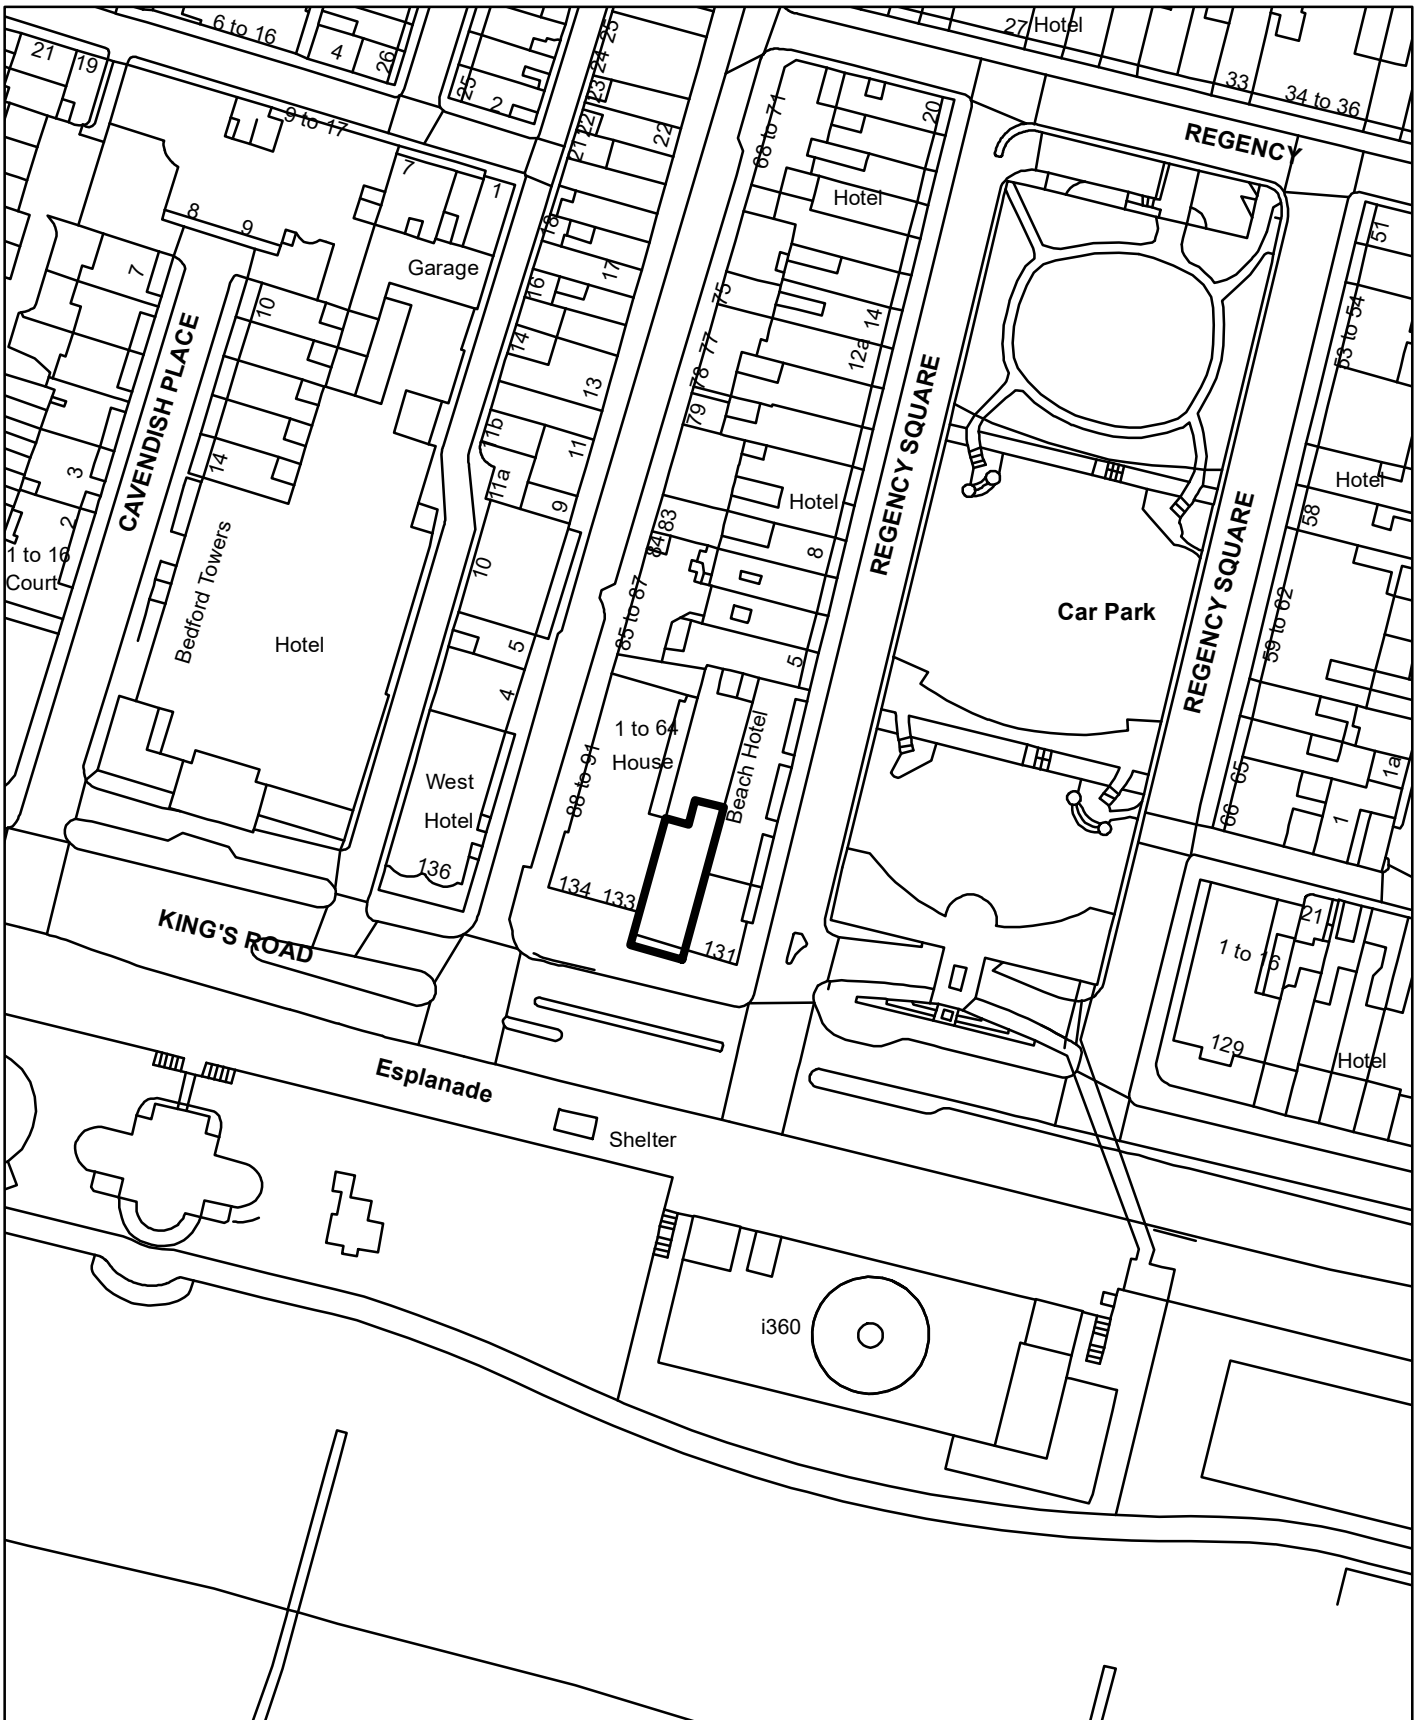 6 to 16
27 Hotel
21
19
4
26
25
24
23
22
21
25
2
9 to 17
22
68 to 71
20
33
34 to 36
REGENCY
7
1
Hotel
8
9
18
51
7
Garage
17
16
10
75
14
53 to 54
CAVENDISH PLACE
14
77
12a
13
78
REGENCY SQUARE
79
11b
11
14
3
11a
Hotel
Hotel
9
2
83
58
84
8
REGENCY SQUARE
1 to 16
Court
10
Bedford Towers
85 to 87
Car Park
59 to 62
Hotel
5
5
4
1 to 64
House
Beach Hotel
88 to 91
West
Hotel
65
1a
66
1
136
134
133
131
KING'S ROAD
21
1 to 16
129
Hotel
Esplanade
Shelter
i360